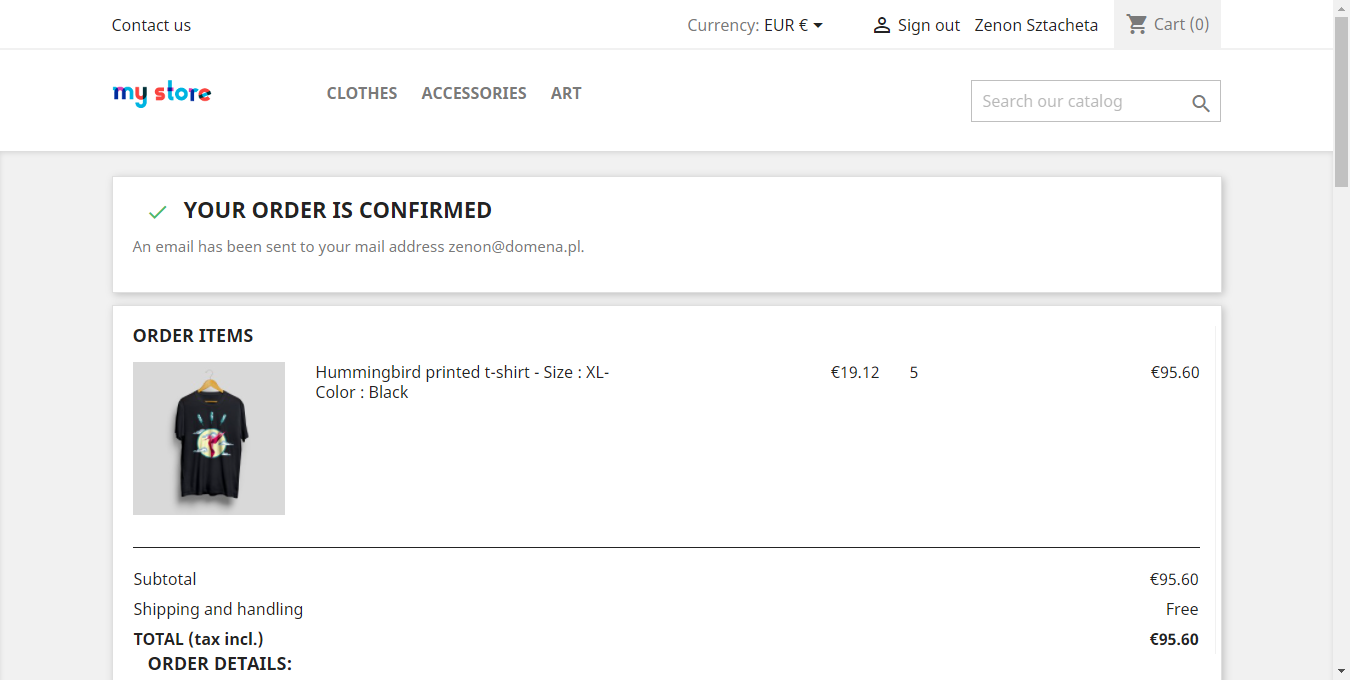 Contact us
Currency: EUR €
Sign out
Zenon Sztacheta
Cart (0)
my store
CLOTHES
ACCESSORIES
ART
Search our catalog
YOUR ORDER IS CONFIRMED
An email has been sent to your mail address zenon@domena.pl.
ORDER ITEMS
Hummingbird printed t-shirt - Size : XL-
Color : Black
€19.12
5
€95.60
Subtotal
€95.60
Shipping and handling
Free
TOTAL (tax incl.)
€95.60
ORDER DETAILS: